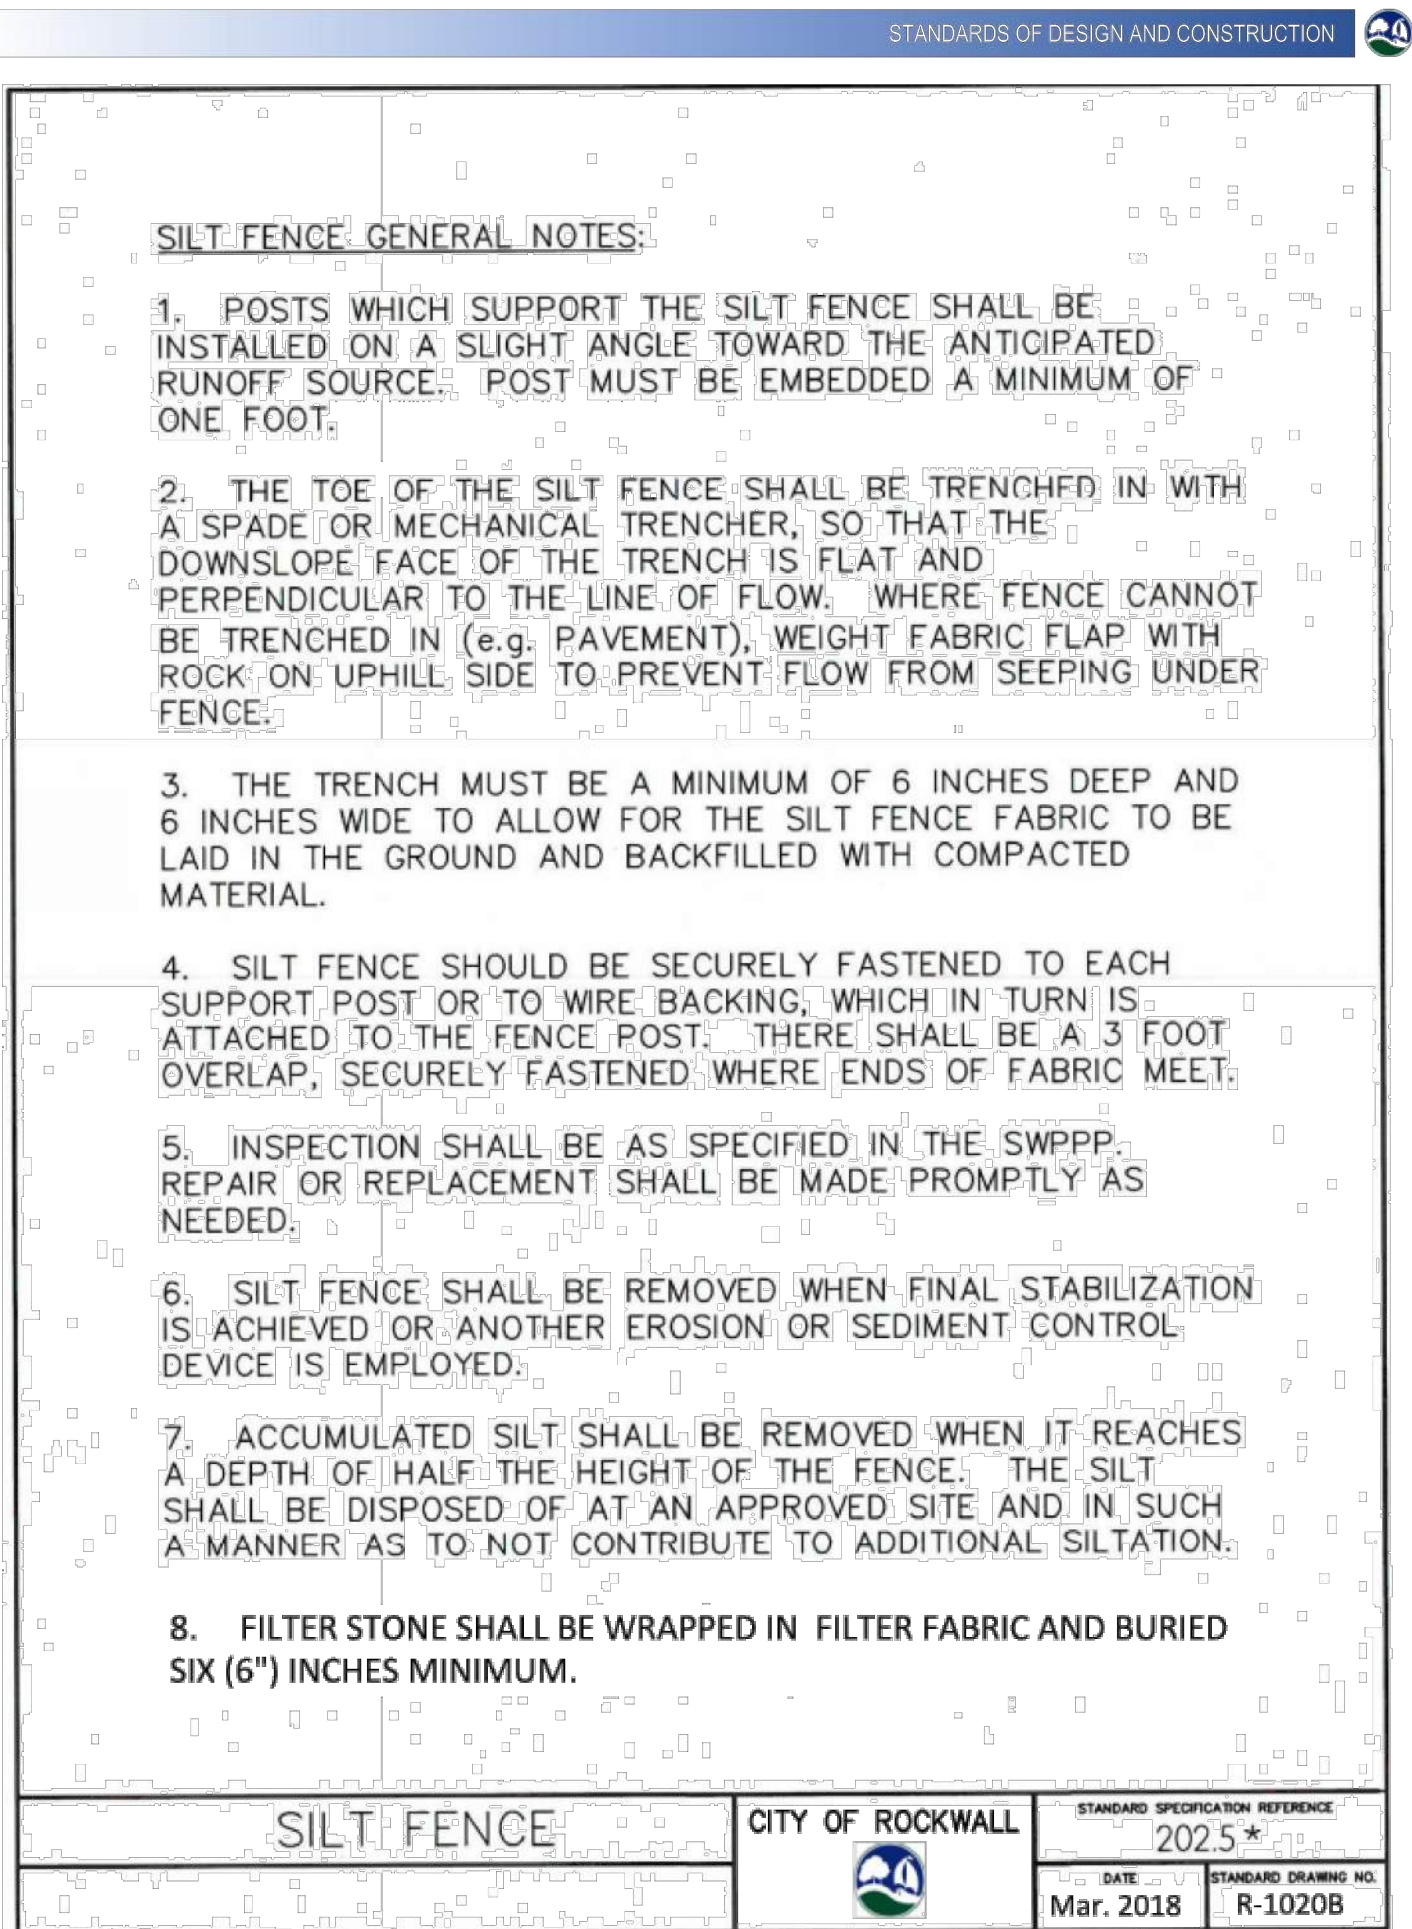 STANDARDS OF DESIGN AND CONSTRUCTION
SILT FENCE GENERAL NOTES:
1. POSTS WHICH SUPPORT THE SILT FENCE SHALL BE
INSTALLED ON A SLIGHT ANGLE TOWARD THE ANTICIPATED
RUNOFF SOURCE. POST MUST BE EMBEDDED A MINIMUM OF
ONE FOOT.
2. THE TOE OF THE SILT FENCE SHALL BE TRENCHED IN WITH
A SPADE OR MECHANICAL TRENCHER, SO THAT THE
DOWNSLOPE FACE OF THE TRENCH IS FLAT AND
PERPENDICULAR TO THE LINE OF FLOW. WHERE FENCE CANNOT
BE TRENCHED IN (e.g. PAVEMENT), WEIGHT FABRIC FLAP WITH
ROCK ON UPHILL SIDE TO PREVENT FLOW FROM SEEPING UNDER
FENCE.
3. THE TRENCH MUST BE A MINIMUM OF 6 INCHES DEEP AND
6 INCHES WIDE TO ALLOW FOR THE SILT FENCE FABRIC TO BE
LAID IN THE GROUND AND BACKFILLED WITH COMPACTED
MATERIAL.
4. SILT FENCE SHOULD BE SECURELY FASTENED TO EACH
SUPPORT POST OR TO WIRE BACKING, WHICH IN TURN IS
ATTACHED TO THE FENCE POST. THERE SHALL BE A 3 FOOT
OVERLAP, SECURELY FASTENED WHERE ENDS OF FABRIC MEET.
5. INSPECTION SHALL BE AS SPECIFIED IN THE SWPPP.
REPAIR OR REPLACEMENT SHALL BE MADE PROMPTLY AS
NEEDED.
6. SILT FENCE SHALL BE REMOVED WHEN FINAL STABILIZATION
IS ACHIEVED OR ANOTHER EROSION OR SEDIMENT CONTROL
DEVICE IS EMPLOYED.
7. ACCUMULATED SILT SHALL BE REMOVED WHEN IT REACHES
A DEPTH OF HALF THE HEIGHT OF THE FENCE. THE SILT
SHALL BE DISPOSED OF AT AN APPROVED SITE AND IN SUCH
A MANNER AS TO NOT CONTRIBUTE TO ADDITIONAL SILTATION.
8. FILTER STONE SHALL BE WRAPPED IN FILTER FABRIC AND BURIED
SIX (6") INCHES MINIMUM.
SILT FENCE
CITY OF ROCKWALL
STANDARD SPECIFICATION REFERENCE
202.5 *
DATE
Mar. 2018
STANDARD DRAWING NO.
R-1020B